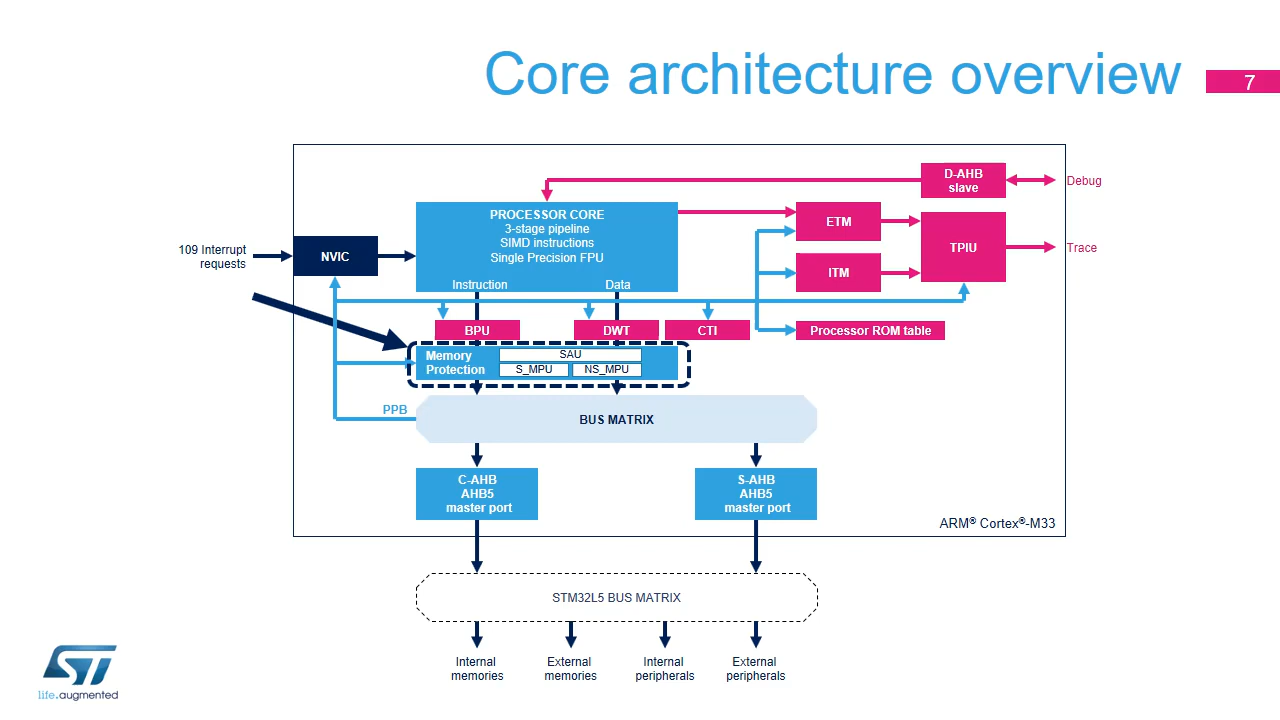 Core architecture overview
7
D-AHB
slave
Debug
PROCESSOR CORE
3-stage pipeline
SIMD instructions
Single Precision FPU
Instruction
Data
ETM
TPIU
Trace
109 Interrupt
requests
NVIC
ITM
BPU
DWT
CTI
Processor ROM table
Memory
Protection
SAU
S_MPU
NS_MPU
PPB
BUS MATRIX
C-AHB
AHB5
master port
S-AHB
AHB5
master port
ARM® Cortex®-M33
STM32L5 BUS MATRIX
Internal
memories
External
memories
Internal
peripherals
External
peripherals
ST
life.augmented